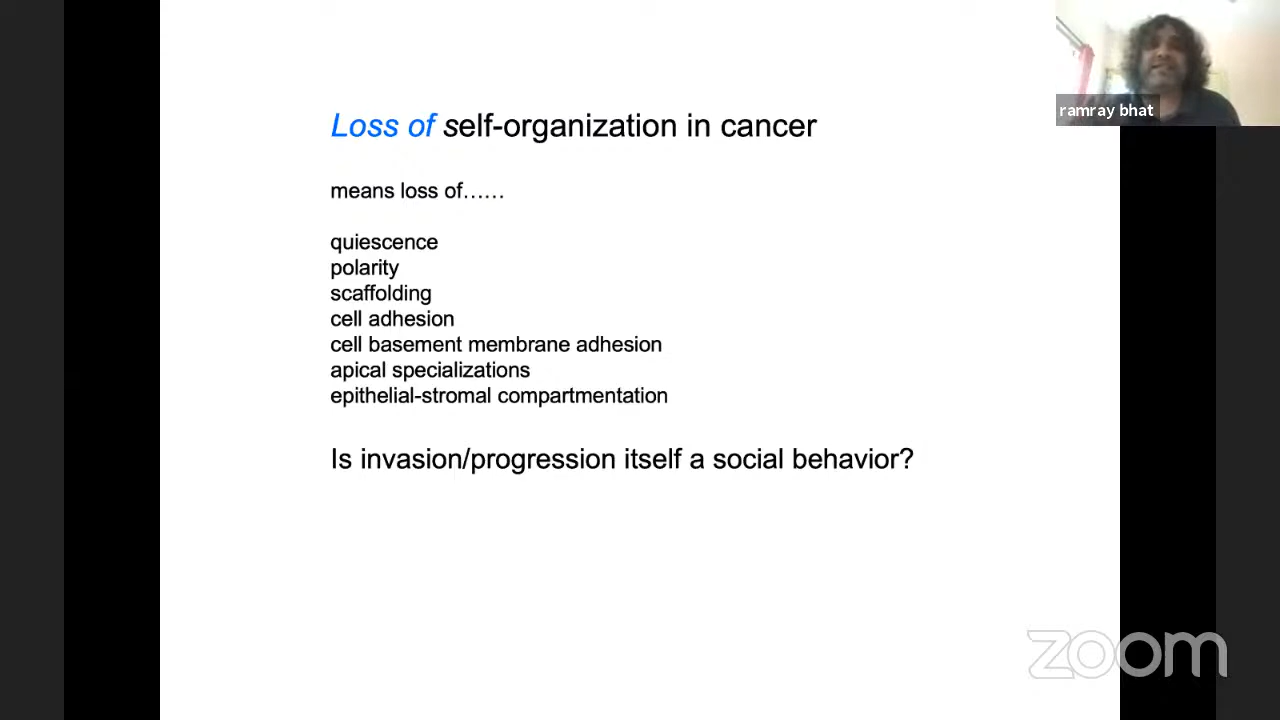 Loss of self-organization in cancer
means loss of......
quiescence
polarity
scaffolding
cell adhesion
cell basement membrane adhesion
apical specializations
epithelial-stromal compartmentation
Is invasion/progression itself a social behavior?
ramray bhat
zoom